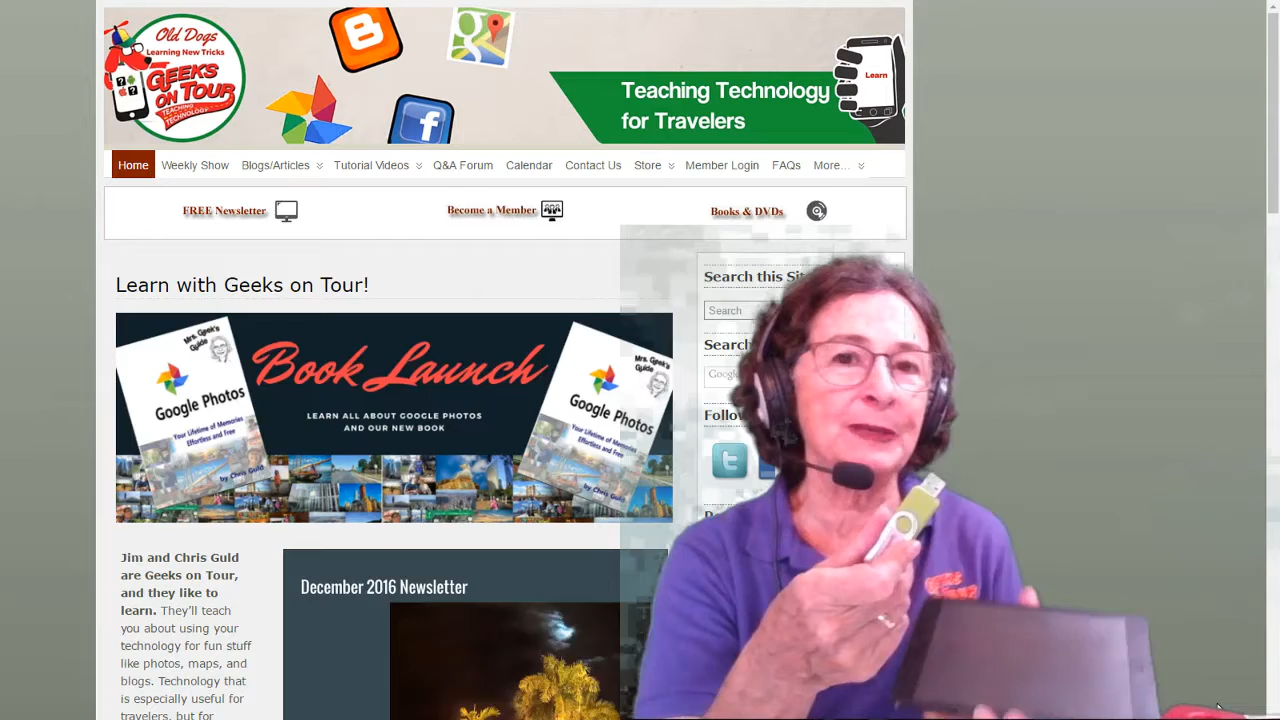 Old Dogs
Learning New Tricks
GEEKS
ON TOUR
TEACHING
TECHNOLOGY
Teaching Technology
for Travelers
Learn
Home Weekly Show Blogs/Articles Tutorial Videos Q&A Forum Calendar Contact Us Store Member Login FAQs More...
FREE Newsletter Become a Member Books & DVDs
Learn with Geeks on Tour!
Mrs. Geek's
Guide
Google Photos
Your Lifetime of Memories
Effortless and Free
by Chris Guld
Book Launch
LEARN ALL ABOUT GOOGLE PHOTOS
AND OUR NEW BOOK
Mrs. Geek's
Guide
Google Photos
Your Lifetime of Memories
Effortless and Free
by Chris Guld
Search this
Search
Search
Jim and Chris Guld
are Geeks on Tour,
and they like to
learn. They'll teach
you about using your
technology for fun stuff
like photos, maps, and
blogs. Technology that
is especially useful for
travelers, but for
December 2016 Newsletter